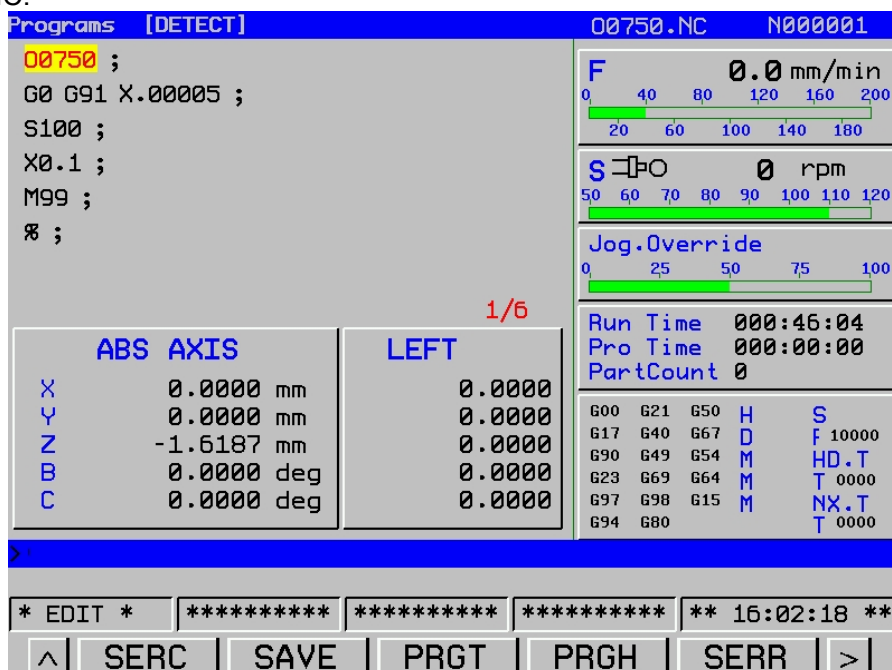 Programs [DETECT] O0750.NC N000001
O0750 ;
G0 G91 X.00005 ;
S100 ;
X0.1 ;
M99 ;
% ;
1/6
F 0.0 mm/min
0 40 80 120 160 200
20 60 100 140 180
S 0 rpm
50 60 70 80 90 100 110 120
Jog.Override
0 25 50 75 100
Run Time 000:46:04
Pro Time 000:00:00
PartCount 0
ABS AXIS LEFT
X 0.0000 mm 0.0000
Y 0.0000 mm 0.0000
Z -1.6187 mm 0.0000
B 0.0000 deg 0.0000
C 0.0000 deg 0.0000
G00 G21 G50 H S
G17 G40 G67 D F 10000
G90 G49 G54 M HD.T
G23 G69 G64 M T 0000
G97 G98 G15 M NX.T
G94 G80 T 0000
>
* EDIT * ********** ********** ********** ** 16:02:18 **
^ SERC SAVE PRGT PRGH SERR >